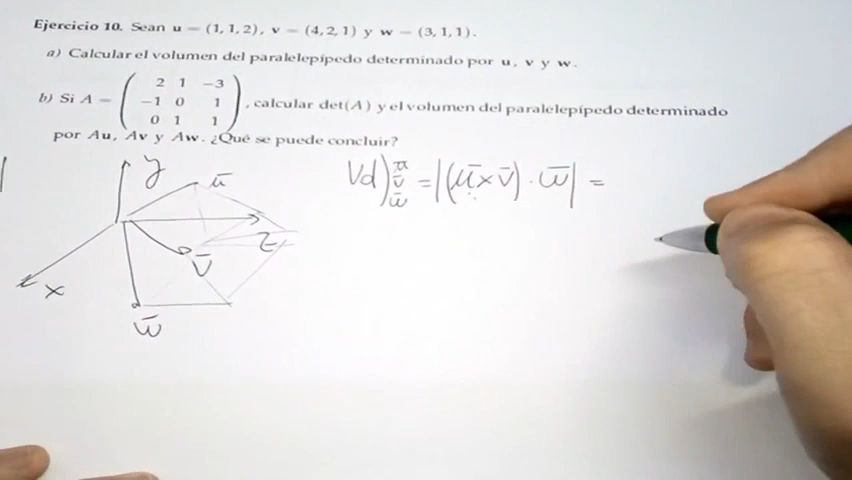 Ejercicio 10. Sean u = (1, 1, 2), v = (4, 2, 1) y w = (3, 1, 1).
a) Calcular el volumen del paralelepípedo determinado por u, v y w.
2 1 −3
b) Si A = ( −1 0 1 ), calcular det(A) y el volumen del paralelepípedo determinado
0 1 1
por Au, Av y Aw. ¿Qué se puede concluir?
y
ū
Vol) ū v̄ w̄ = |(ū × v̄) · w̄| =
z
v̄
x
w̄